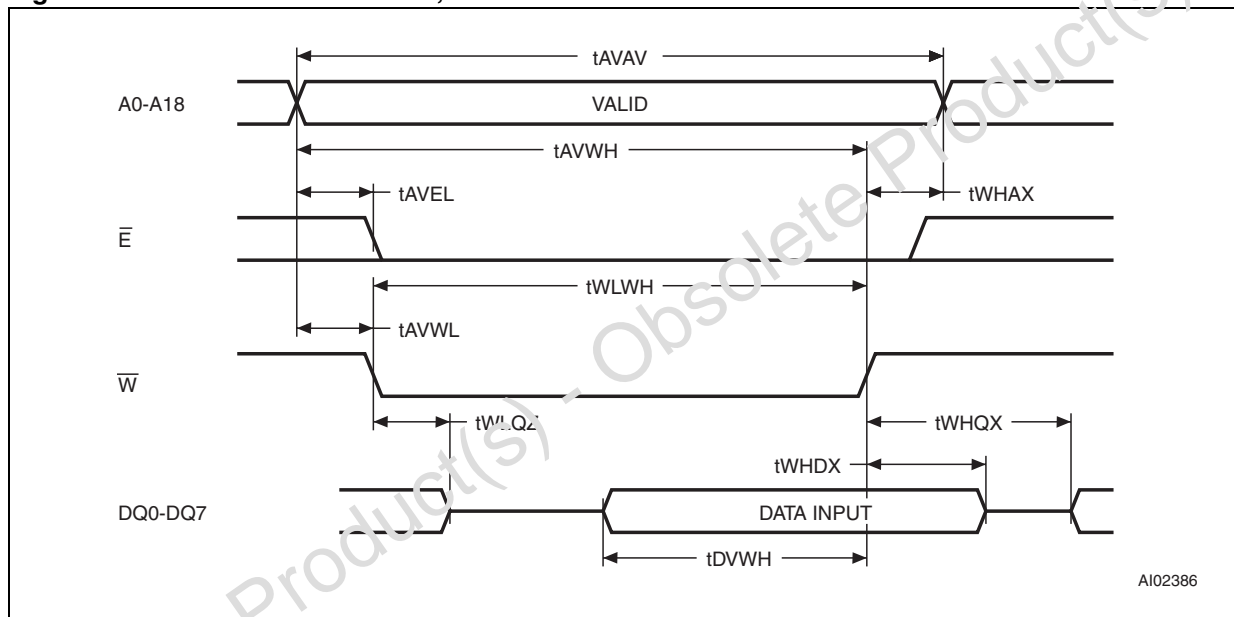 tAVAV
A0-A18
VALID
tAVWH
tAVEL
tWHAX
E̅
tWLWH
tAVWL
W̅
tWLQZ
tWHQX
tWHDX
DQ0-DQ7
DATA INPUT
tDVWH
AI02386
Product(s) - Obsolete Product(s)